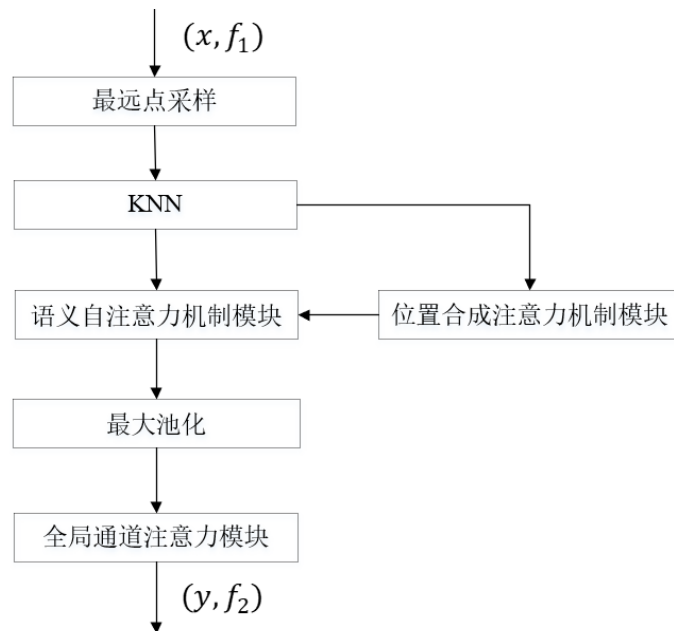 (x, f₁)
最远点采样
KNN
语义自注意力机制模块
位置合成注意力机制模块
最大池化
全局通道注意力模块
(y, f₂)